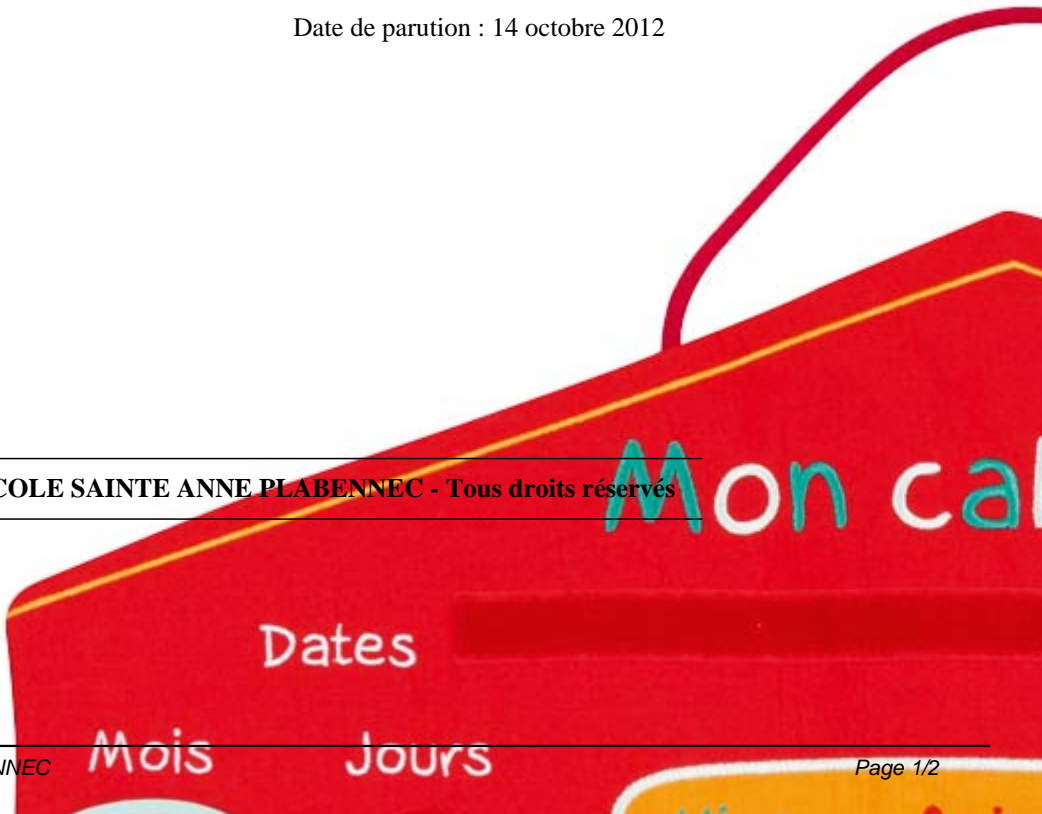 Date de parution : 14 octobre 2012
COLE SAINTE ANNE PLABENNEC - Tous droits réservés
Mon cal
Dates
Mois Jours
NNEC
Page 1/2